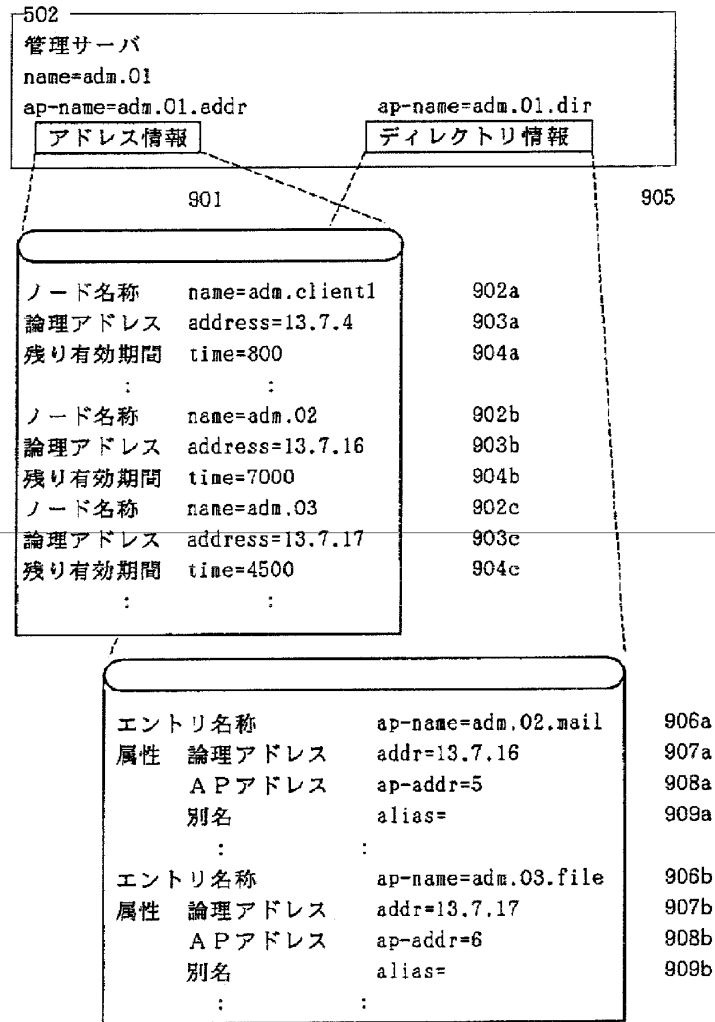 502
管理サーバ
name=adm.01
ap-name=adm.01.addr ap-name=adm.01.dir
アドレス情報 ディレクトリ情報
901 905
ノード名称 name=adm.client1 902a
論理アドレス address=13.7.4 903a
残り有効期間 time=800 904a
: :
ノード名称 name=adm.02 902b
論理アドレス address=13.7.16 903b
残り有効期間 time=7000 904b
ノード名称 name=adm.03 902c
論理アドレス address=13.7.17 903c
残り有効期間 time=4500 904c
: :
エントリ名称 ap-name=adm.02.mail 906a
属性 論理アドレス addr=13.7.16 907a
APアドレス ap-addr=5 908a
別名 alias= 909a
: :
エントリ名称 ap-name=adm.03.file 906b
属性 論理アドレス addr=13.7.17 907b
APアドレス ap-addr=6 908b
別名 alias= 909b
: :